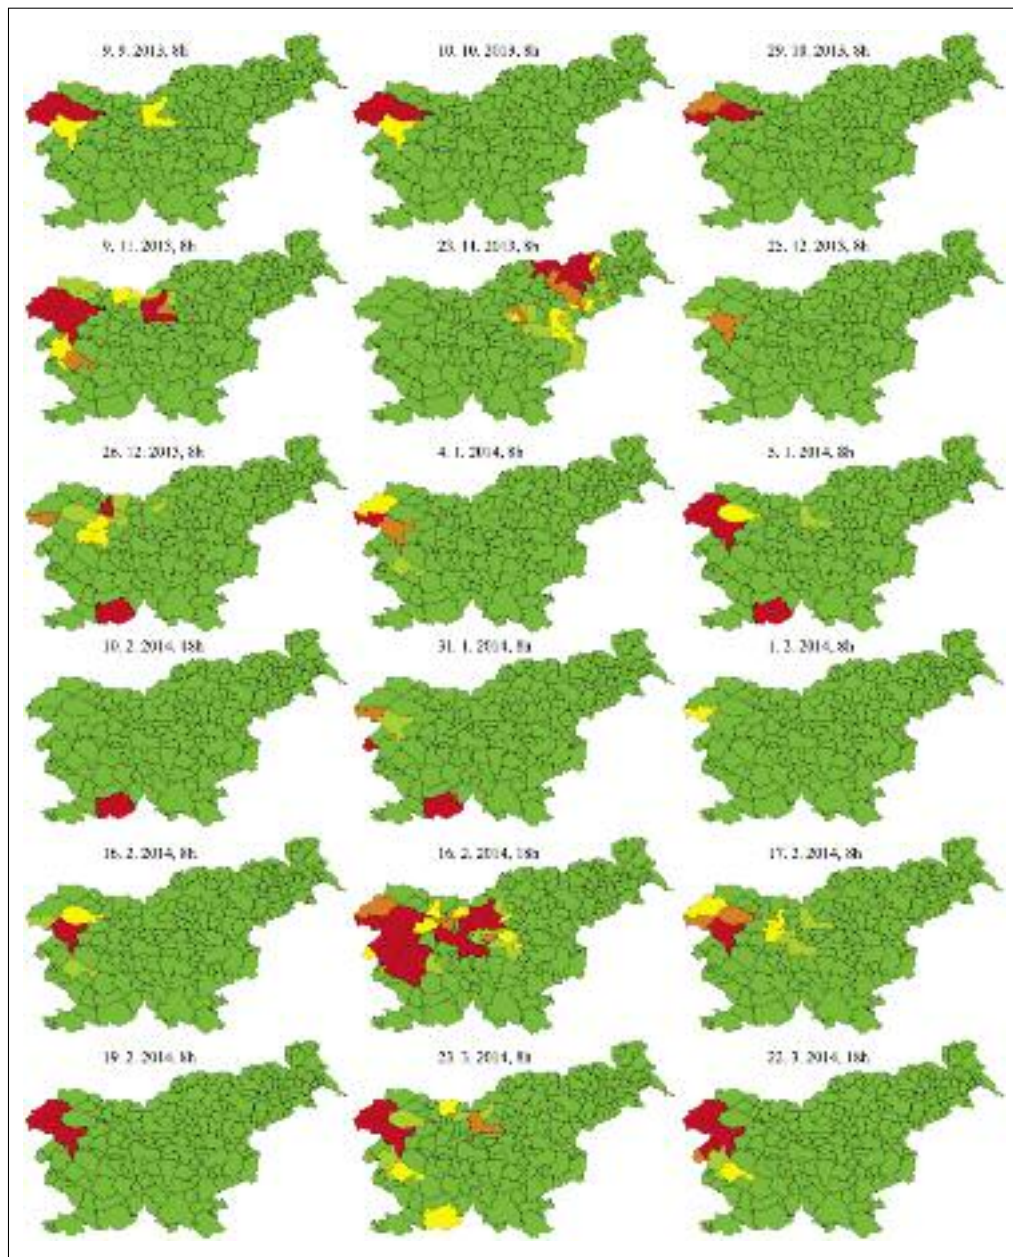 9. 9. 2013, 8h
10. 10. 2013, 8h
29. 10. 2013, 8h
9. 11. 2013, 8h
23. 11. 2013, 8h
25. 12. 2013, 8h
26. 12. 2013, 8h
4. 1. 2014, 8h
5. 1. 2014, 8h
10. 2. 2014, 18h
31. 1. 2014, 8h
1. 2. 2014, 8h
16. 2. 2014, 8h
16. 2. 2014, 18h
17. 2. 2014, 8h
19. 2. 2014, 8h
23. 3. 2014, 8h
22. 3. 2014, 18h